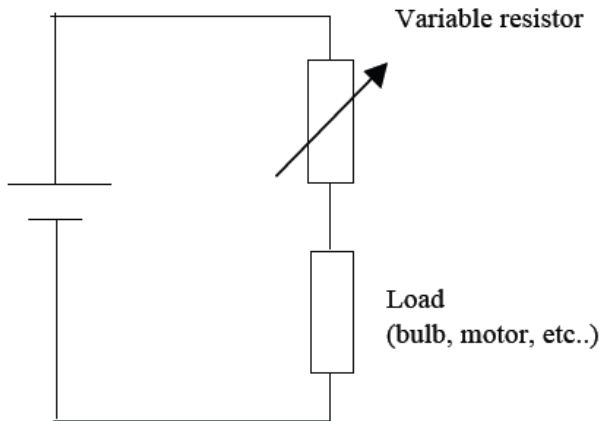 Variable resistor
Load
(bulb, motor, etc..)